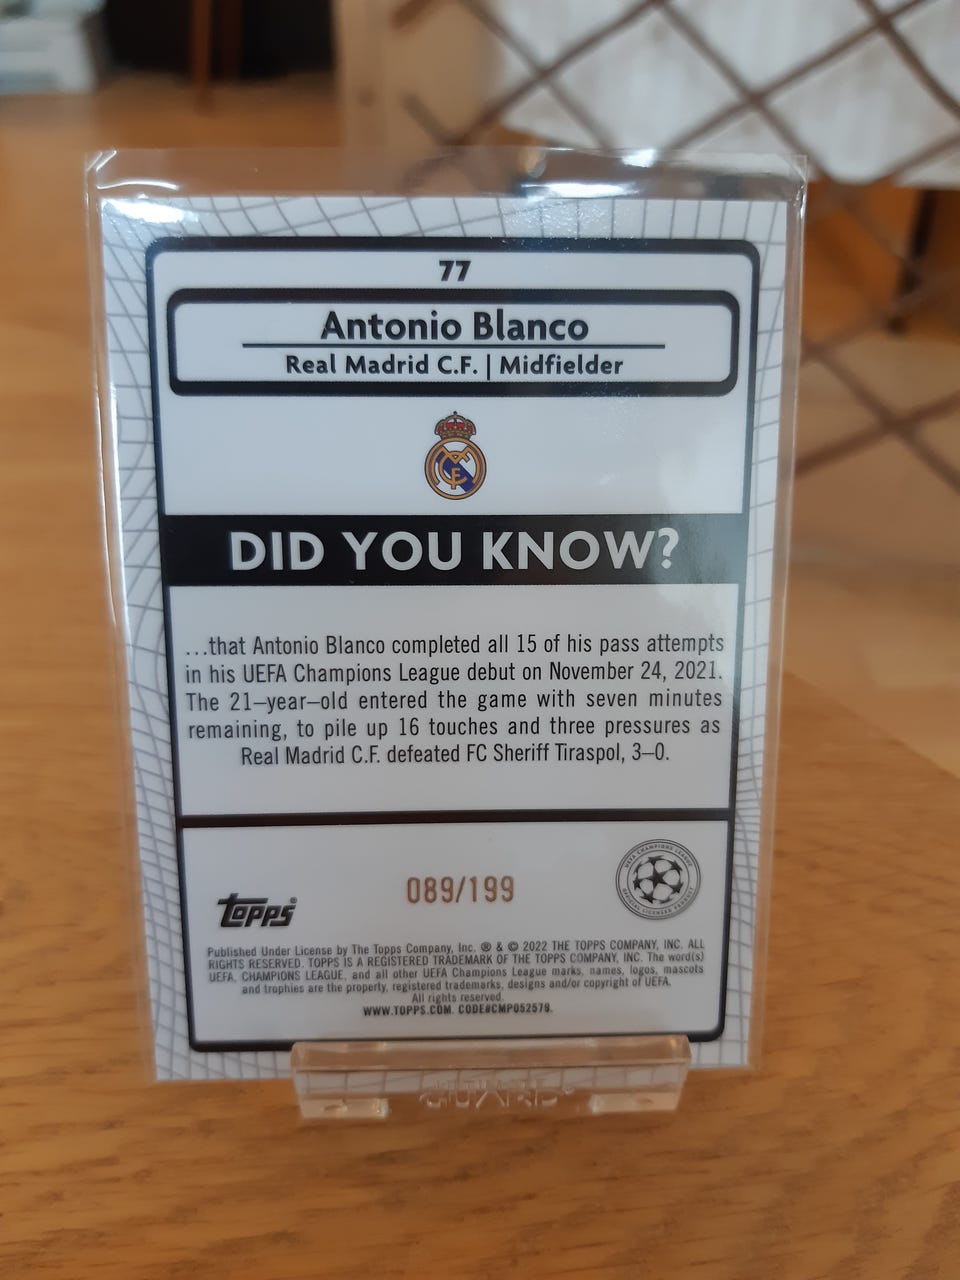 77
Antonio Blanco
Real Madrid C.F. | Midfielder
DID YOU KNOW?
...that Antonio Blanco completed all 15 of his pass attempts
in his UEFA Champions League debut on November 24, 2021.
The 21–year–old entered the game with seven minutes
remaining, to pile up 16 touches and three pressures as
Real Madrid C.F. defeated FC Sheriff Tiraspol, 3–0.
UEFA CHAMPIONS LEAGUE
OFFICIAL LICENSED PRODUCT
089/199
topps®
Published Under License by The Topps Company, Inc. ® & © 2022 THE TOPPS COMPANY, INC. ALL
RIGHTS RESERVED. TOPPS IS A REGISTERED TRADEMARK OF THE TOPPS COMPANY, INC. The word(s)
UEFA, CHAMPIONS LEAGUE, and all other UEFA Champions League marks, names, logos, mascots
and trophies are the property, registered trademarks, designs and/or copyright of UEFA.
All rights reserved.
WWW.TOPPS.COM. CODE#CMP052579.